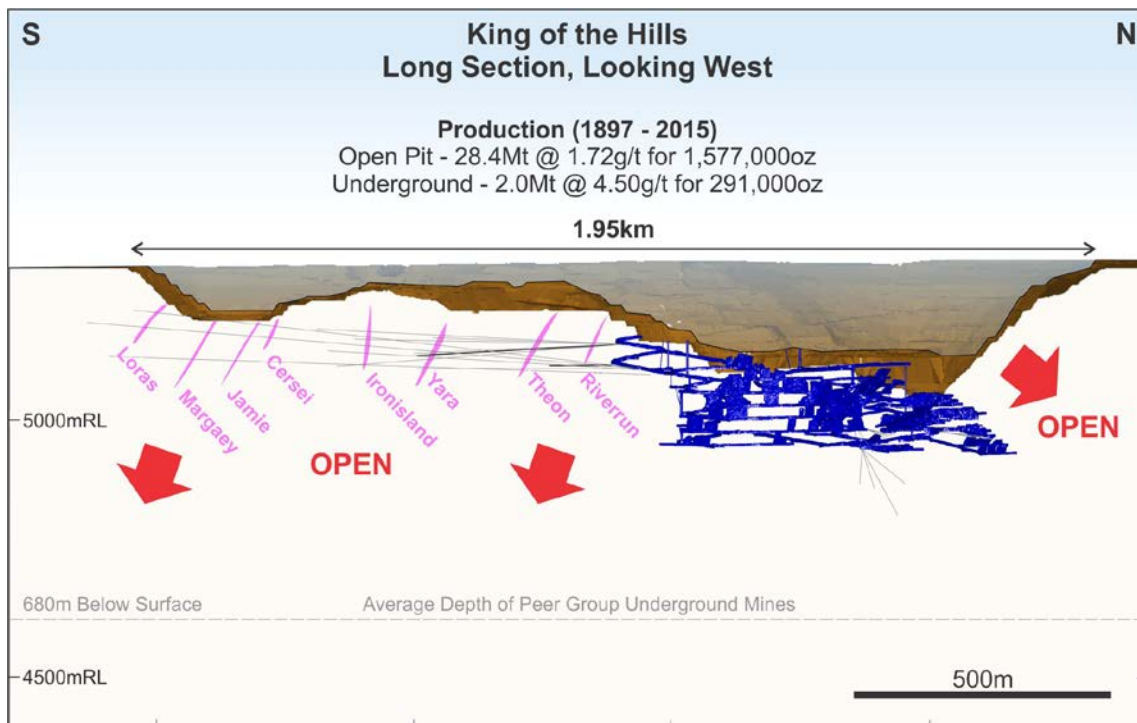 S
N
King of the Hills
Long Section, Looking West
Production (1897 - 2015)
Open Pit - 28.4Mt @ 1.72g/t for 1,577,000oz
Underground - 2.0Mt @ 4.50g/t for 291,000oz
1.95km
Loras
Margaey
Jamie
Cersei
Ironisland
Yara
Theon
Riverrun
5000mRL
OPEN
OPEN
680m Below Surface
Average Depth of Peer Group Underground Mines
4500mRL
500m